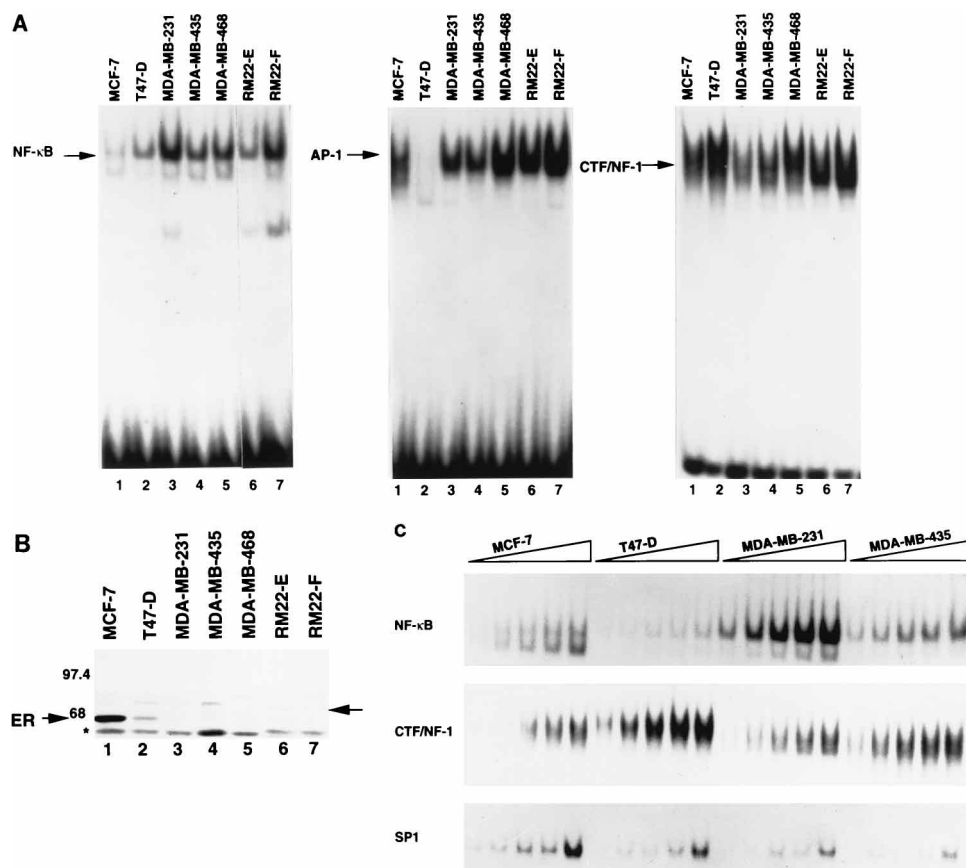 A
MCF-7 T47-D MDA-MB-231 MDA-MB-435 MDA-MB-468 RM22-E RM22-F
NF-κB
1 2 3 4 5 6 7
MCF-7 T47-D MDA-MB-231 MDA-MB-435 MDA-MB-468 RM22-E RM22-F
AP-1
1 2 3 4 5 6 7
MCF-7 T47-D MDA-MB-231 MDA-MB-435 MDA-MB-468 RM22-E RM22-F
CTF/NF-1
1 2 3 4 5 6 7
B
MCF-7 T47-D MDA-MB-231 MDA-MB-435 MDA-MB-468 RM22-E RM22-F
97.4
ER 68
*
1 2 3 4 5 6 7
C
MCF-7 T47-D MDA-MB-231 MDA-MB-435
NF-κB
CTF/NF-1
SP1